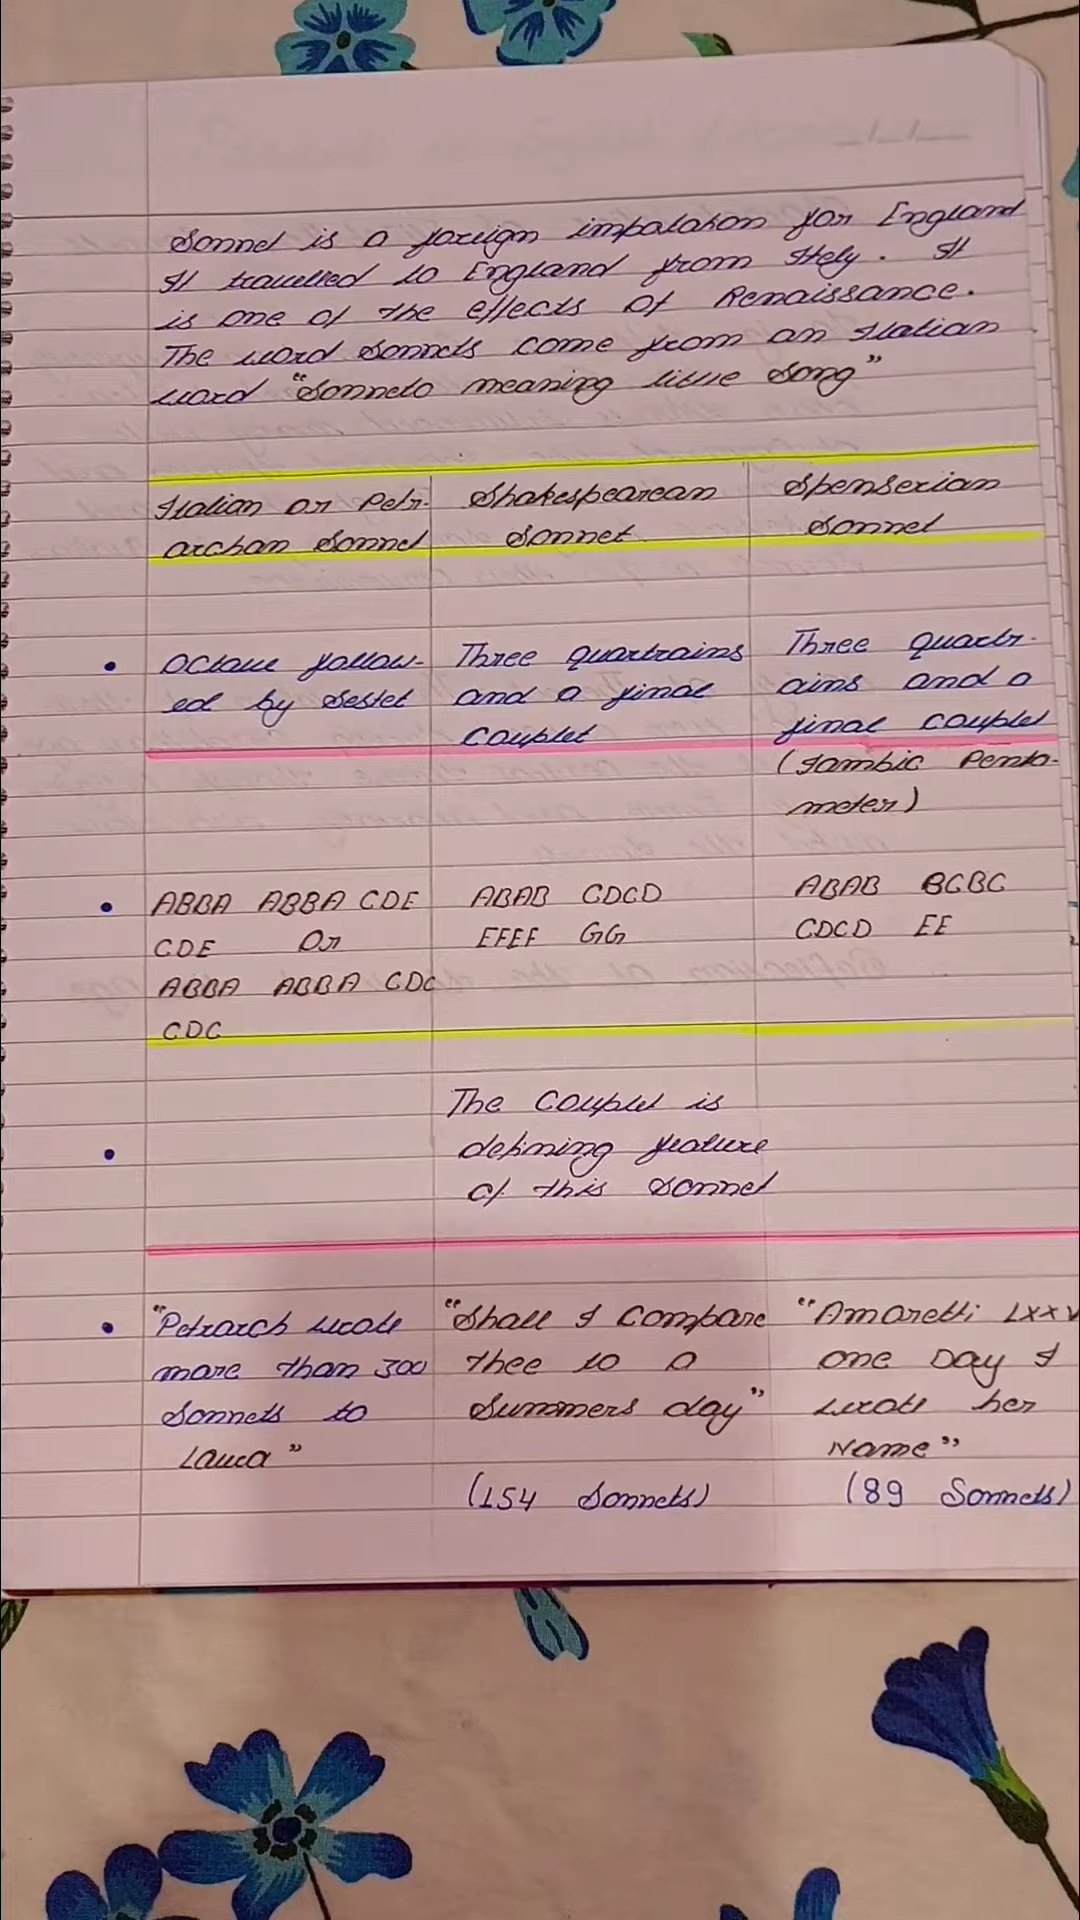 Sonnet is a foreign impotation for England
It travelled to England from Itely. It
is one of the effects of Renaissance.
The word Sonnets come from an Italian
word "Sonneto meaning little Song"
Italian or Petr-
archan Sonnet
Shakespearean
Sonnet
Spenserian
Sonnet
• Octave follow-
ed by Sestet
Three quartrains
and a final
Couplet
Three Quartr-
ains and a
final couplet
(Iambic Penta-
meter)
• ABBA ABBA CDE
CDE Or
ABBA ABBA CDC
CDC
ABAB CDCD
EFEF GG
ABAB BCBC
CDCD EE
• The Couplet is
defining feature
of this Sonnet
• "Petrarch wrote
more than 300
Sonnets to
Laura"
"Shall I Compare
thee to a
Summers day"
(154 Sonnets)
"Amoretti LXXV
one Day I
wrote her
Name"
(89 Sonnets)